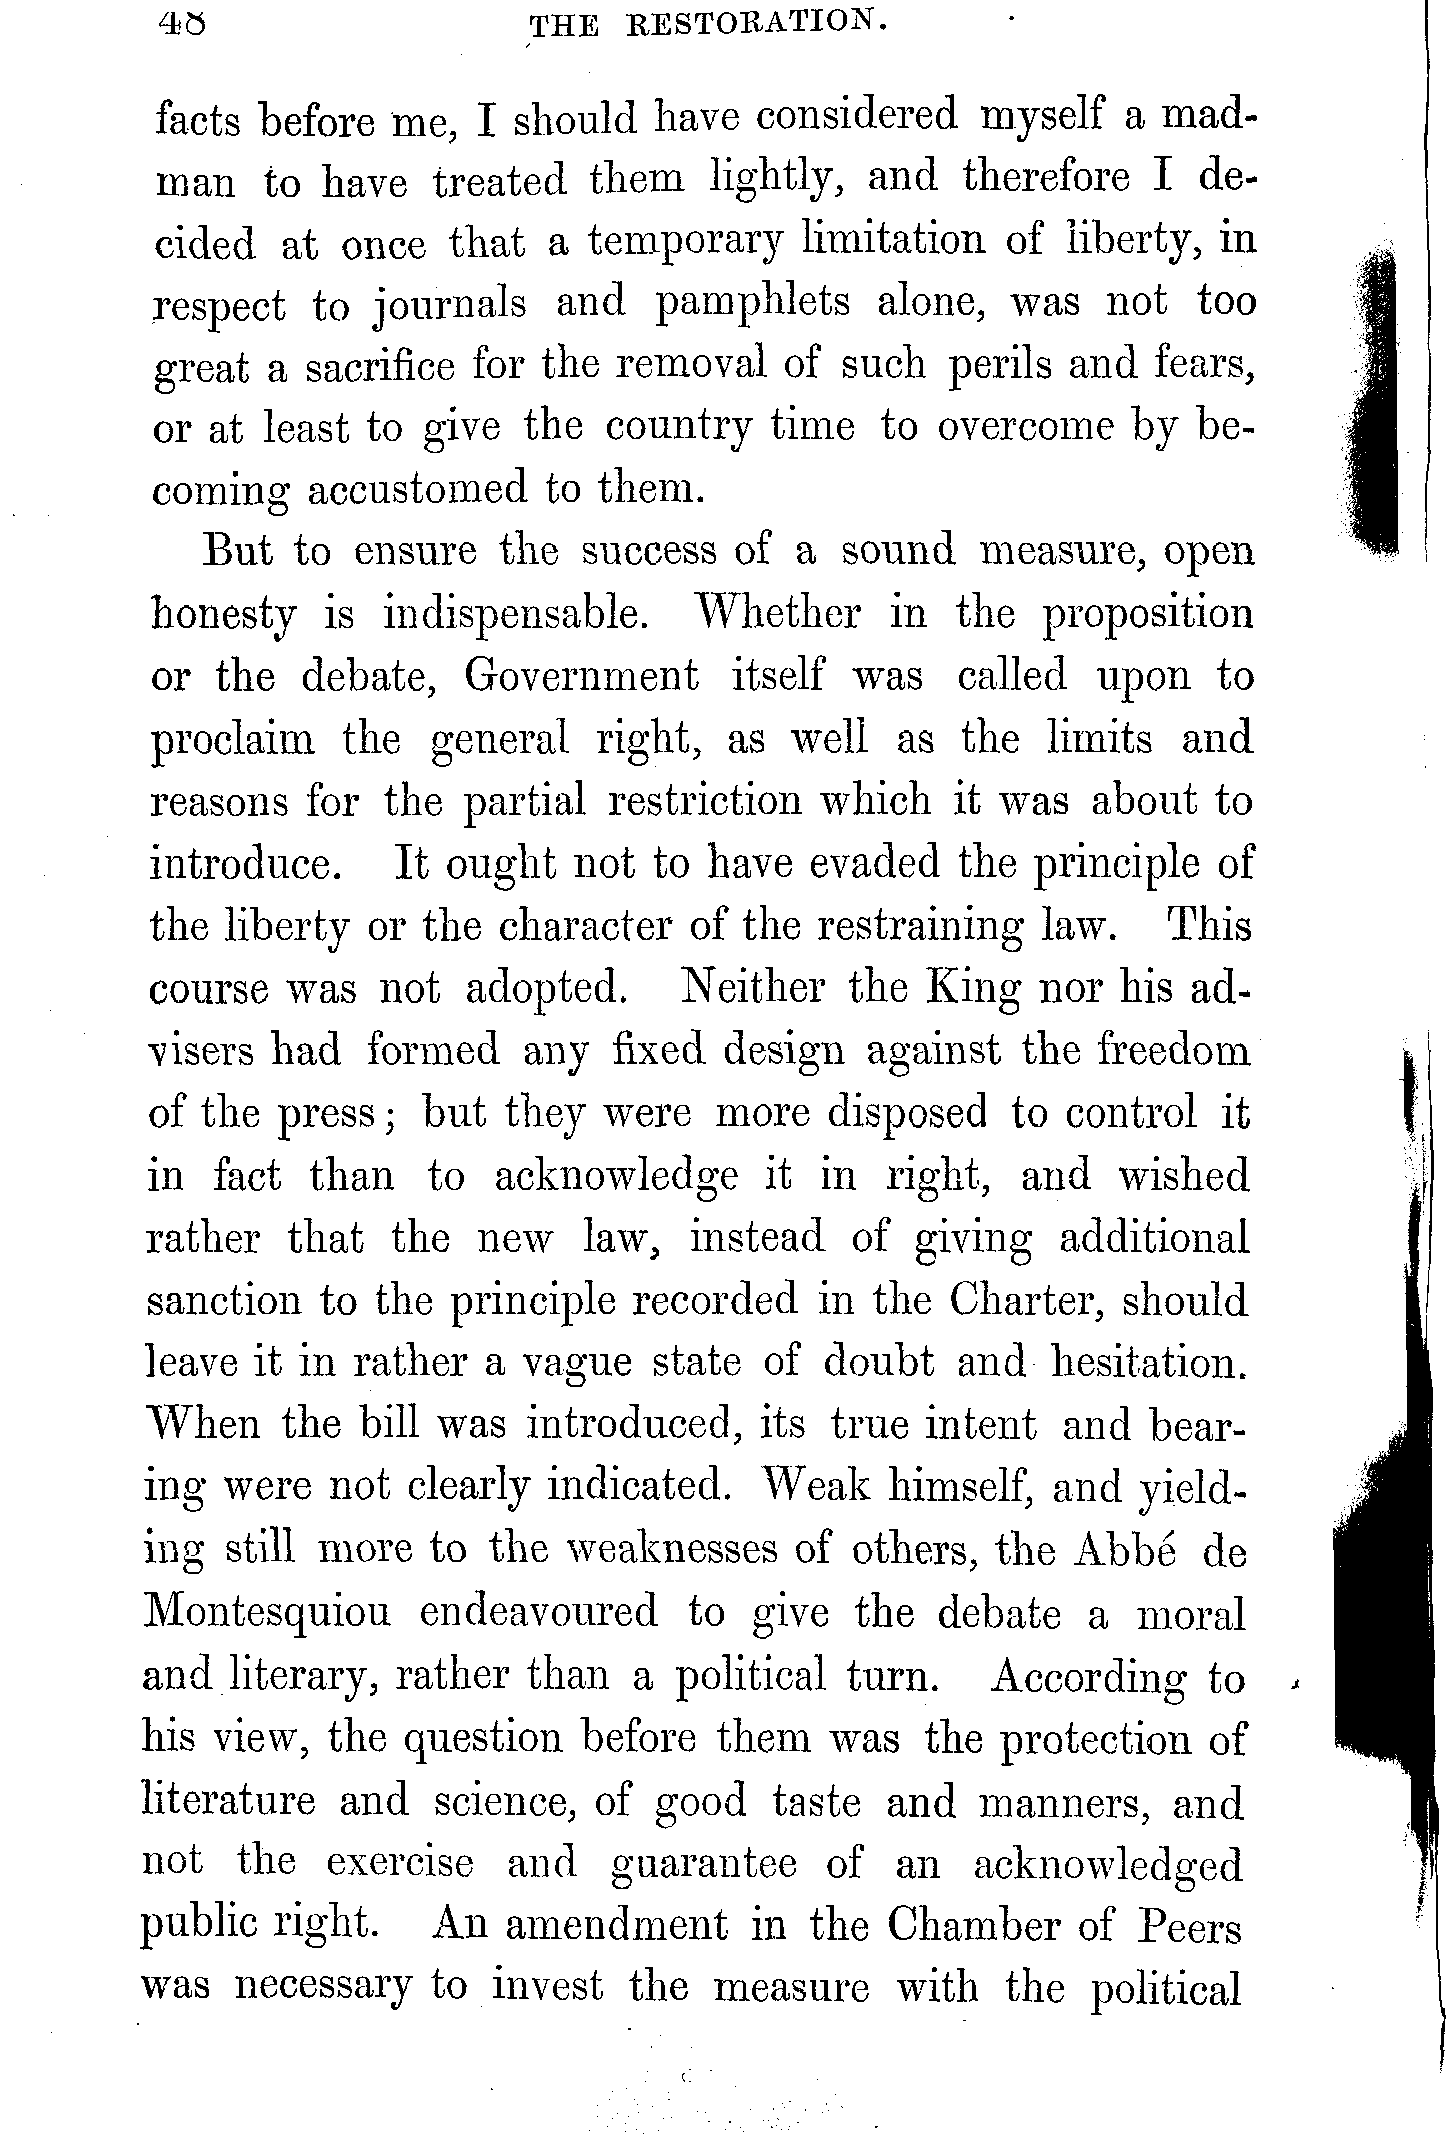 48 THE RESTORATION.
facts before me, I should have considered myself a mad-
man to have treated them lightly, and therefore I de-
cided at once that a temporary limitation of liberty, in
respect to journals and pamphlets alone, was not too
great a sacrifice for the removal of such perils and fears,
or at least to give the country time to overcome by be-
coming accustomed to them.
But to ensure the success of a sound measure, open
honesty is indispensable. Whether in the proposition
or the debate, Government itself was called upon to
proclaim the general right, as well as the limits and
reasons for the partial restriction which it was about to
introduce. It ought not to have evaded the principle of
the liberty or the character of the restraining law. This
course was not adopted. Neither the King nor his ad-
visers had formed any fixed design against the freedom
of the press; but they were more disposed to control it
in fact than to acknowledge it in right, and wished
rather that the new law, instead of giving additional
sanction to the principle recorded in the Charter, should
leave it in rather a vague state of doubt and hesitation.
When the bill was introduced, its true intent and bear-
ing were not clearly indicated. Weak himself, and yield-
ing still more to the weaknesses of others, the Abbé de
Montesquiou endeavoured to give the debate a moral
and literary, rather than a political turn. According to
his view, the question before them was the protection of
literature and science, of good taste and manners, and
not the exercise and guarantee of an acknowledged
public right. An amendment in the Chamber of Peers
was necessary to invest the measure with the political